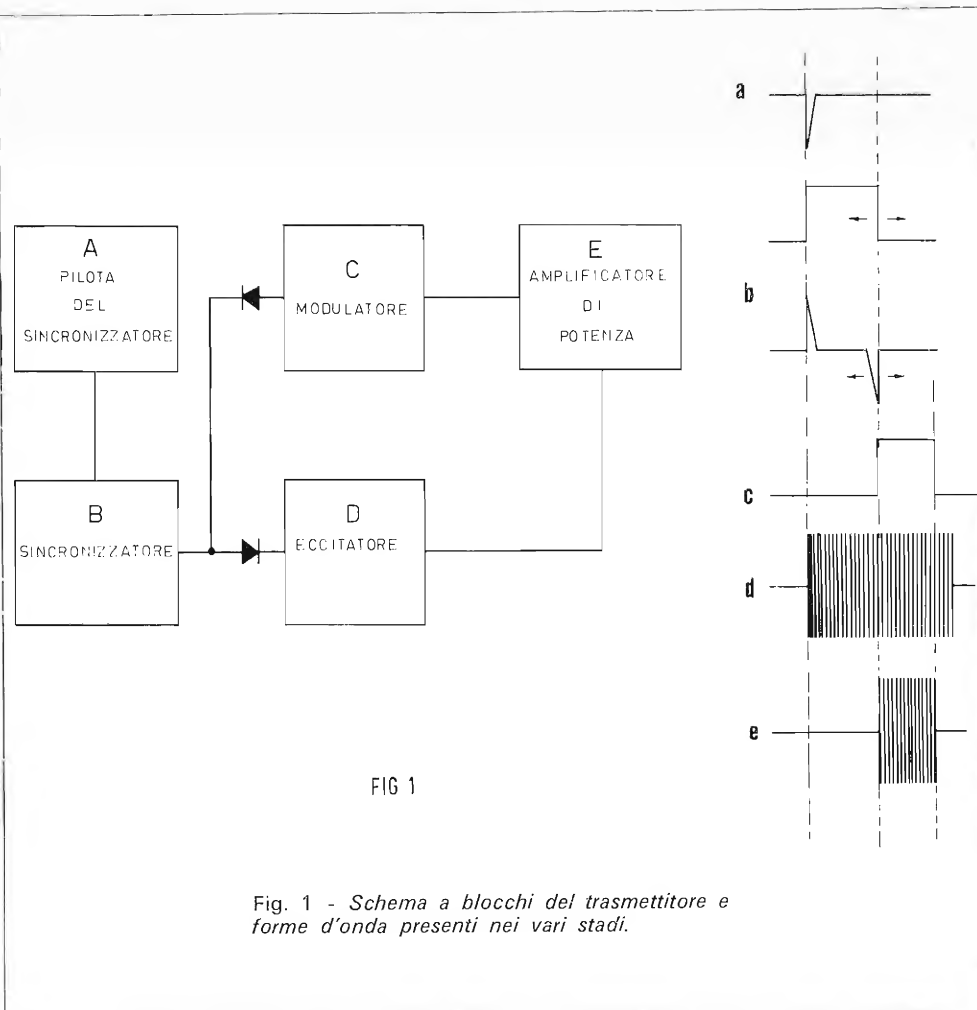 A
PILOTA
DEL
SINCRONIZZATORE
C
MODULATORE
E
AMPLIFICATORE
DI
POTENZA
B
SINCRONIZZATORE
D
ECCITATORE
a
b
c
d
e
FIG 1
Fig. 1 - Schema a blocchi del trasmettitore e
forme d'onda presenti nei vari stadi.